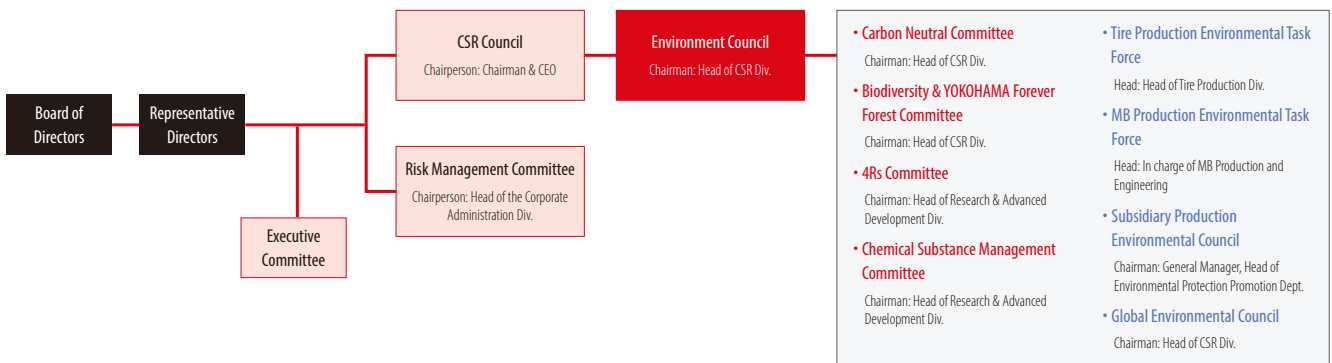 Board of
Directors
Representative
Directors
Executive
Committee
CSR Council
Chairperson: Chairman & CEO
Risk Management Committee
Chairperson: Head of the Corporate
Administration Div.
Environment Council
Chairman: Head of CSR Div.
• Carbon Neutral Committee
Chairman: Head of CSR Div.
• Biodiversity & YOKOHAMA Forever
Forest Committee
Chairman: Head of CSR Div.
• 4Rs Committee
Chairman: Head of Research & Advanced
Development Div.
• Chemical Substance Management
Committee
Chairman: Head of Research & Advanced
Development Div.
• Tire Production Environmental Task
Force
Head: Head of Tire Production Div.
• MB Production Environmental Task
Force
Head: In charge of MB Production and
Engineering
• Subsidiary Production
Environmental Council
Chairman: General Manager, Head of
Environmental Protection Promotion Dept.
• Global Environmental Council
Chairman: Head of CSR Div.